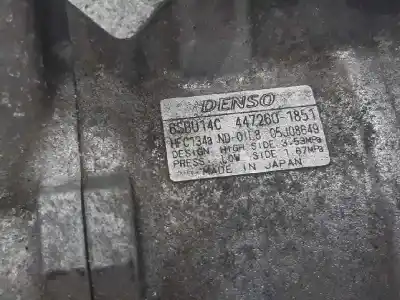 DENSO
6SBU14C 447260-1851
HFC134a ND-OIL8 05J08649
DESIGN HIGH SIDE 3.53MPa
PRESS. LOW SIDE 1.67MPa
MADE IN JAPAN